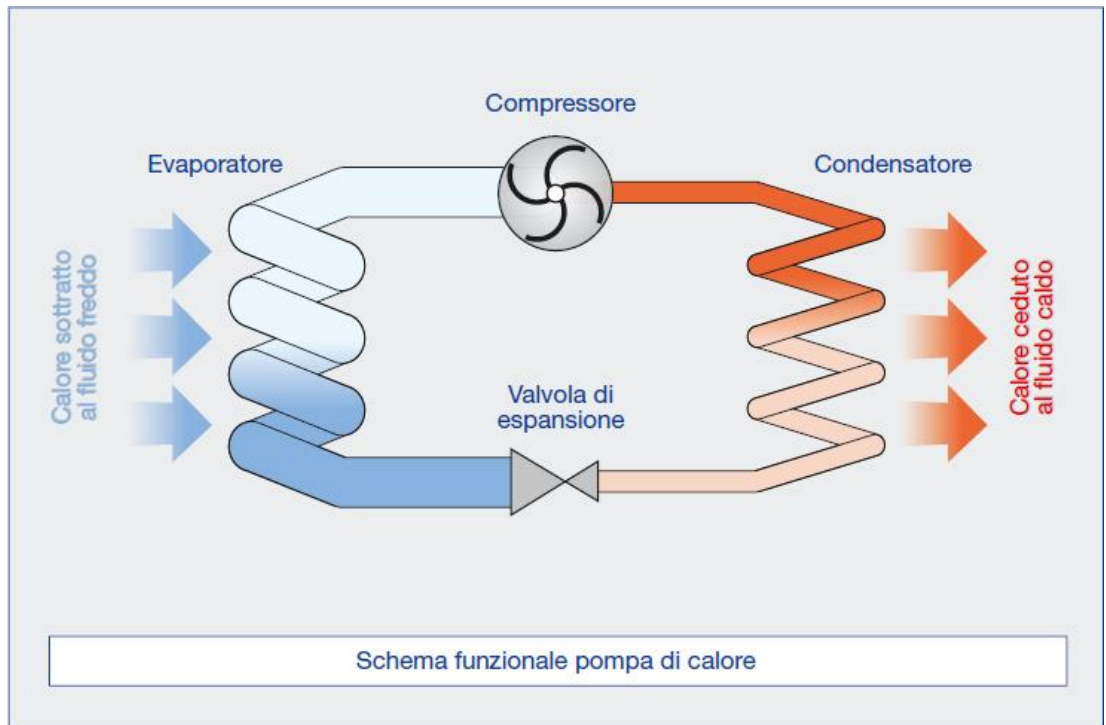 Compressore
Evaporatore
Condensatore
Calore sottratto
al fluido freddo
Calore ceduto
al fluido caldo
Valvola di
espansione
Schema funzionale pompa di calore